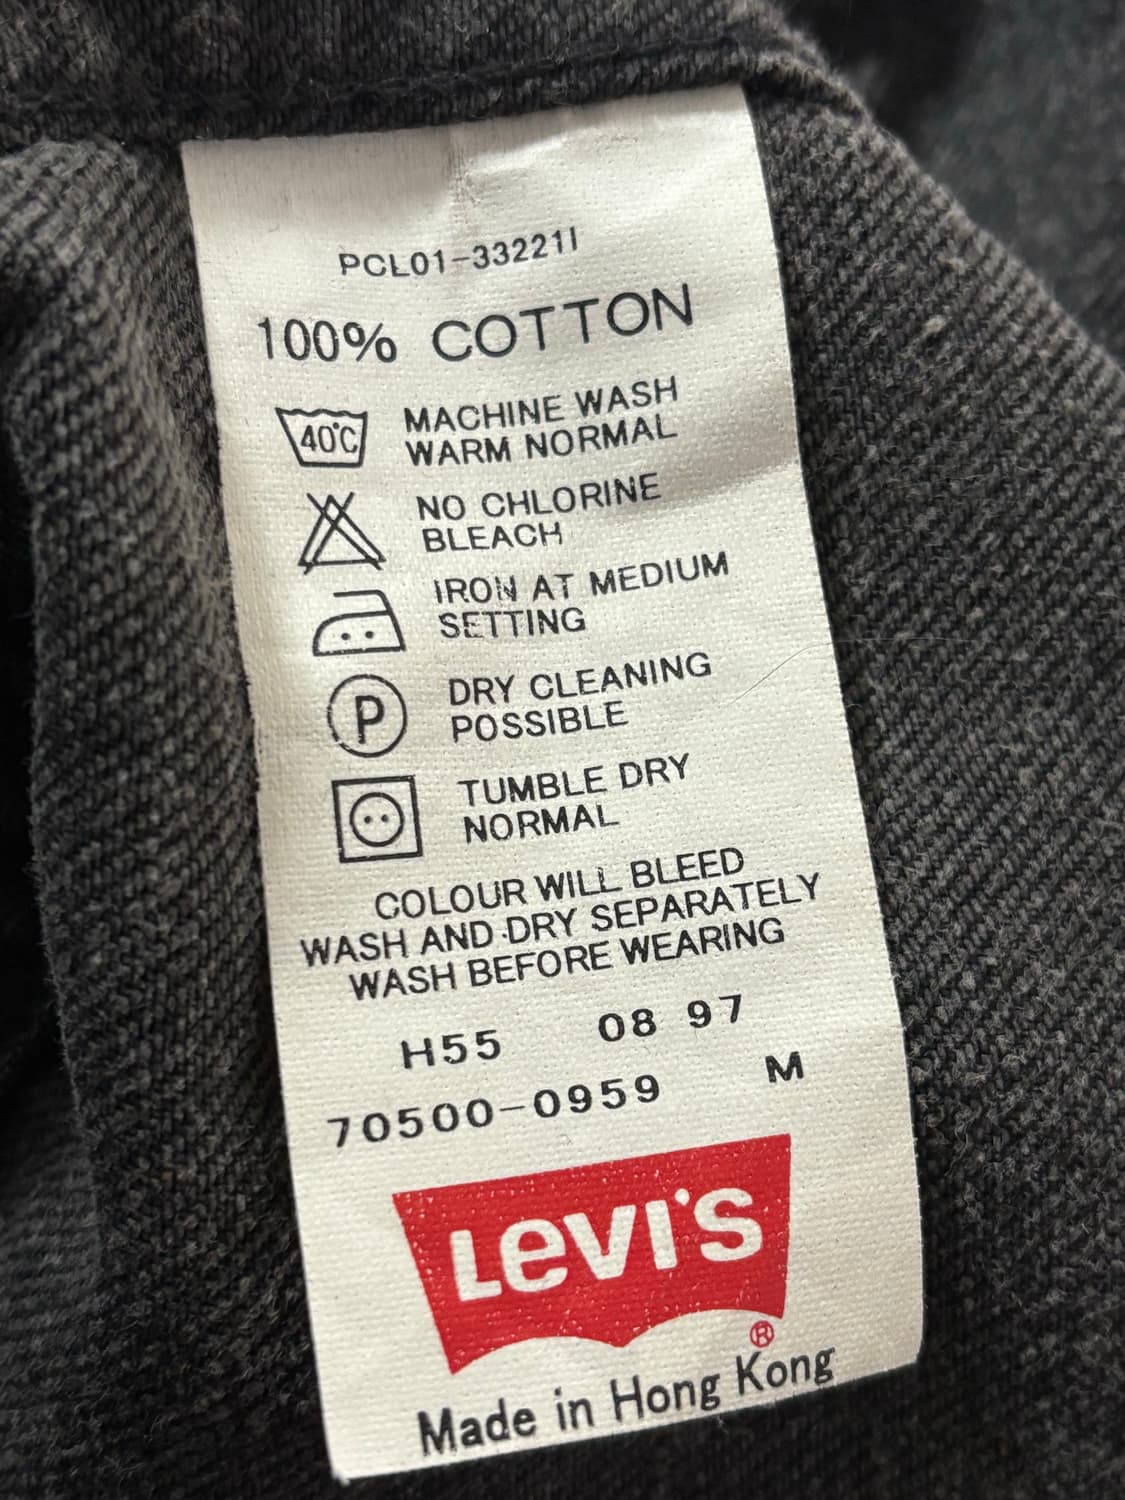 PCL01-33221I
100% COTTON
40°C
MACHINE WASH
WARM NORMAL
NO CHLORINE
BLEACH
IRON AT MEDIUM
SETTING
P
DRY CLEANING
POSSIBLE
TUMBLE DRY
NORMAL
COLOUR WILL BLEED
WASH AND DRY SEPARATELY
WASH BEFORE WEARING
H55 08 97
70500-0959 M
LEVI'S
®
Made in Hong Kong